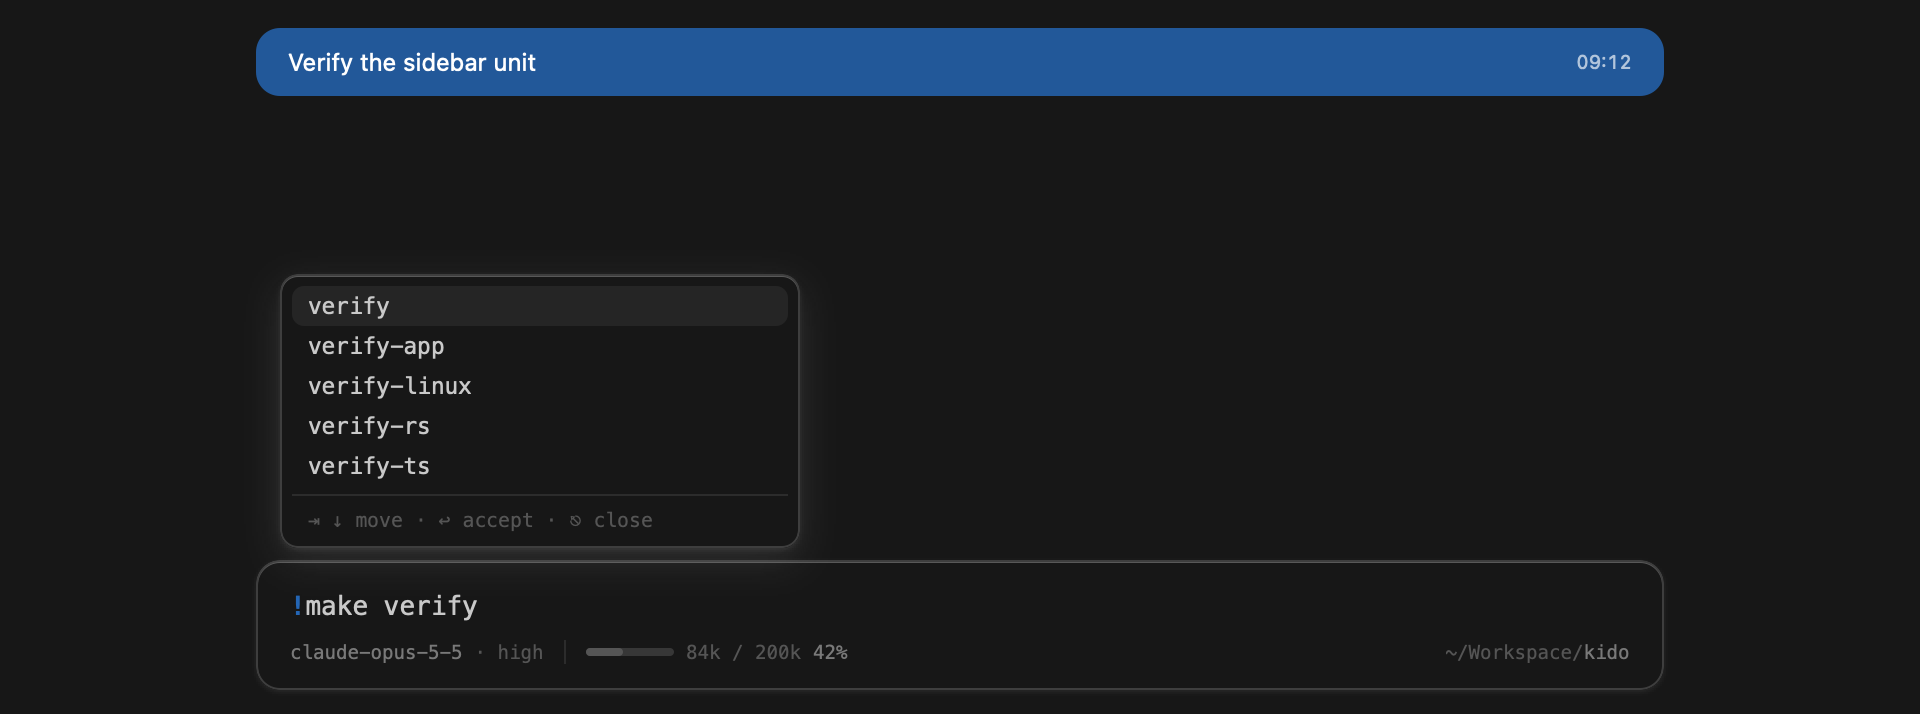 Verify the sidebar unit 09:12
verify
verify-app
verify-linux
verify-rs
verify-ts
⇥ ↓ move · ↩ accept · ⎋ close
!make verify
claude-opus-5-5 · high 84k / 200k 42% ~/Workspace/kido